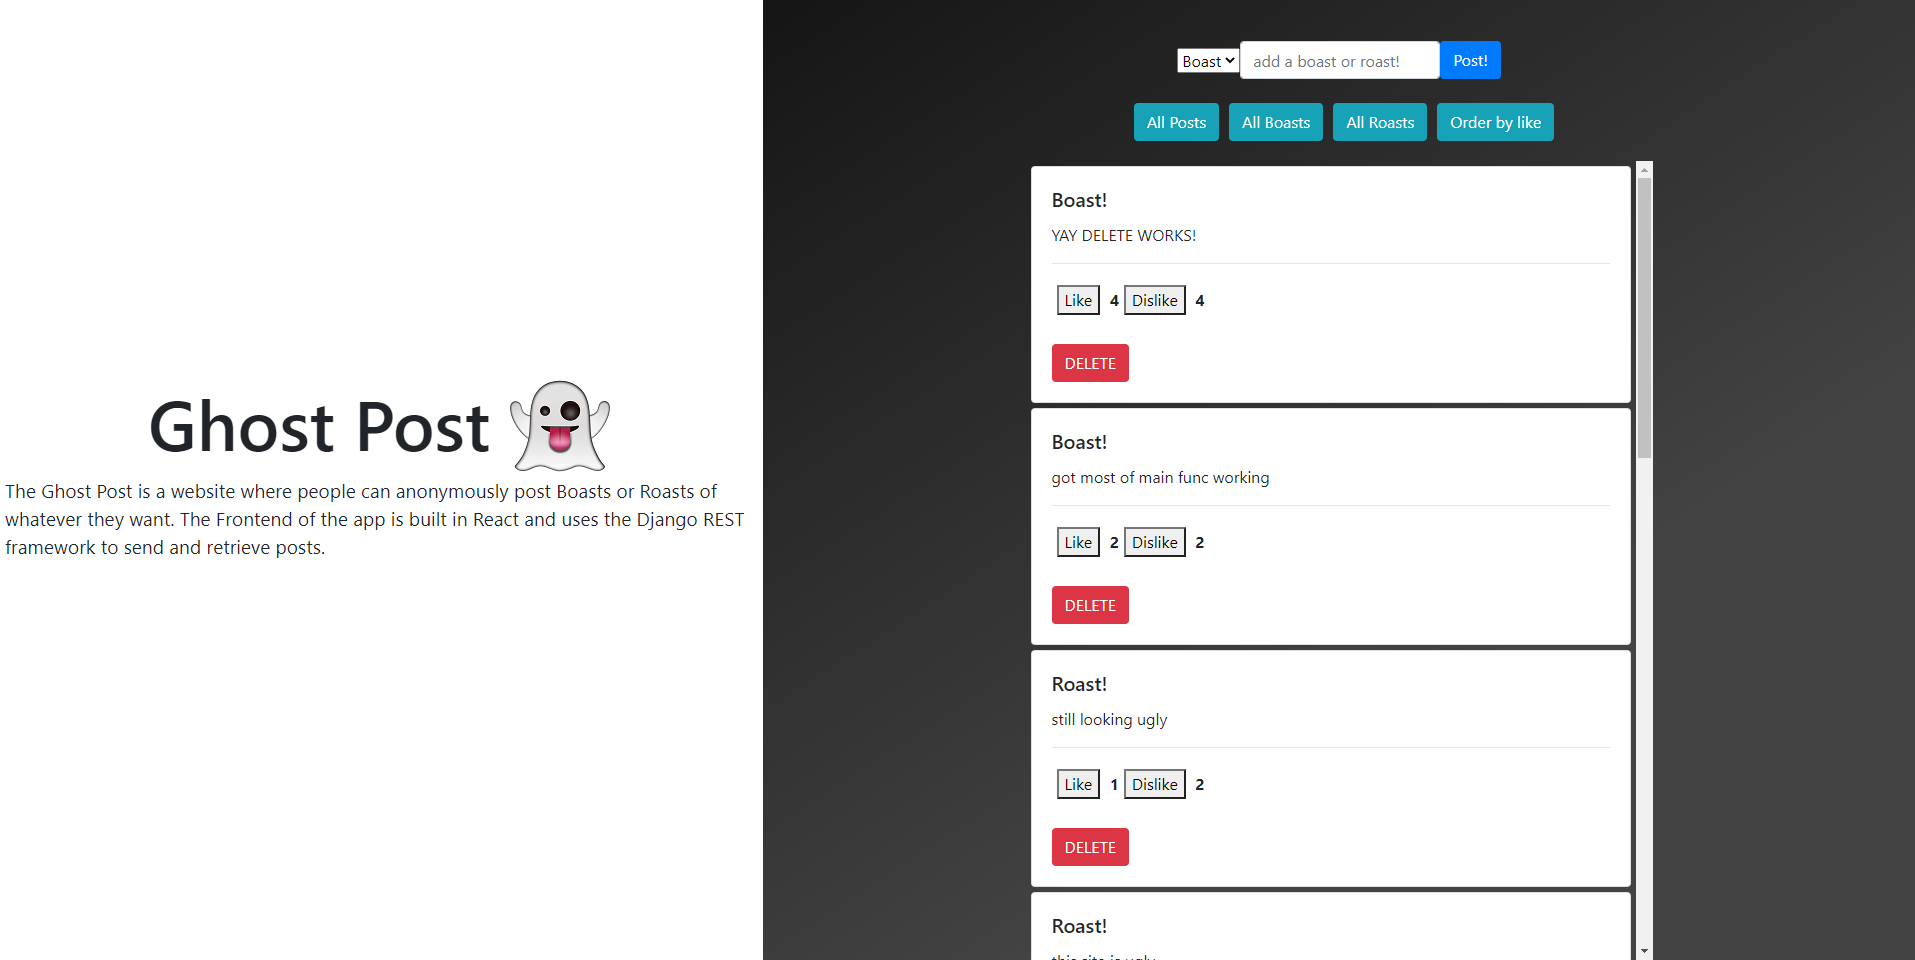 Ghost Post
The Ghost Post is a website where people can anonymously post Boasts or Roasts of
whatever they want. The Frontend of the app is built in React and uses the Django REST
framework to send and retrieve posts.
Boast add a boast or roast! Post!
All Posts All Boasts All Roasts Order by like
Boast!
YAY DELETE WORKS!
Like 4 Dislike 4
DELETE
Boast!
got most of main func working
Like 2 Dislike 2
DELETE
Roast!
still looking ugly
Like 1 Dislike 2
DELETE
Roast!
this site is ugly